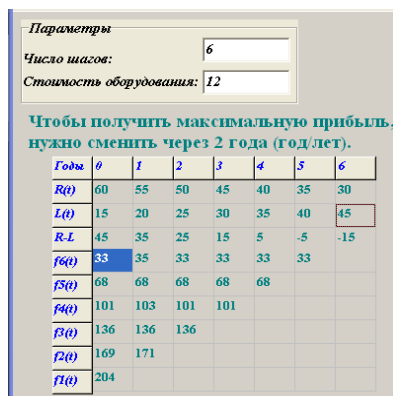 Параметры
Число шагов: 6
Стоимость оборудования: 12
Чтобы получить максимальную прибыль,
нужно сменить через 2 года (год/лет).
Годы 0 1 2 3 4 5 6
R(t) 60 55 50 45 40 35 30
L(t) 15 20 25 30 35 40 45
R-L 45 35 25 15 5 -5 -15
f6(t) 33 35 33 33 33 33
f5(t) 68 68 68 68 68
f4(t) 101 103 101 101
f3(t) 136 136 136
f2(t) 169 171
f1(t) 204